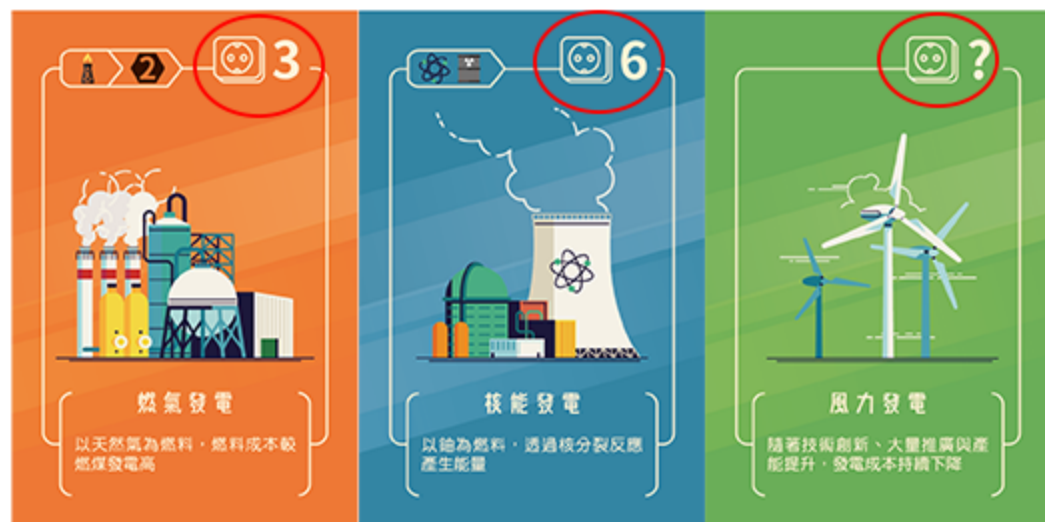 2
3
6
?
燃氣發電
以天然氣為燃料，燃料成本較
燃煤發電高
核能發電
以鈾為燃料，透過核分裂反應
產生能量
風力發電
隨著技術創新、大量推廣與產
能提升，發電成本持續下降